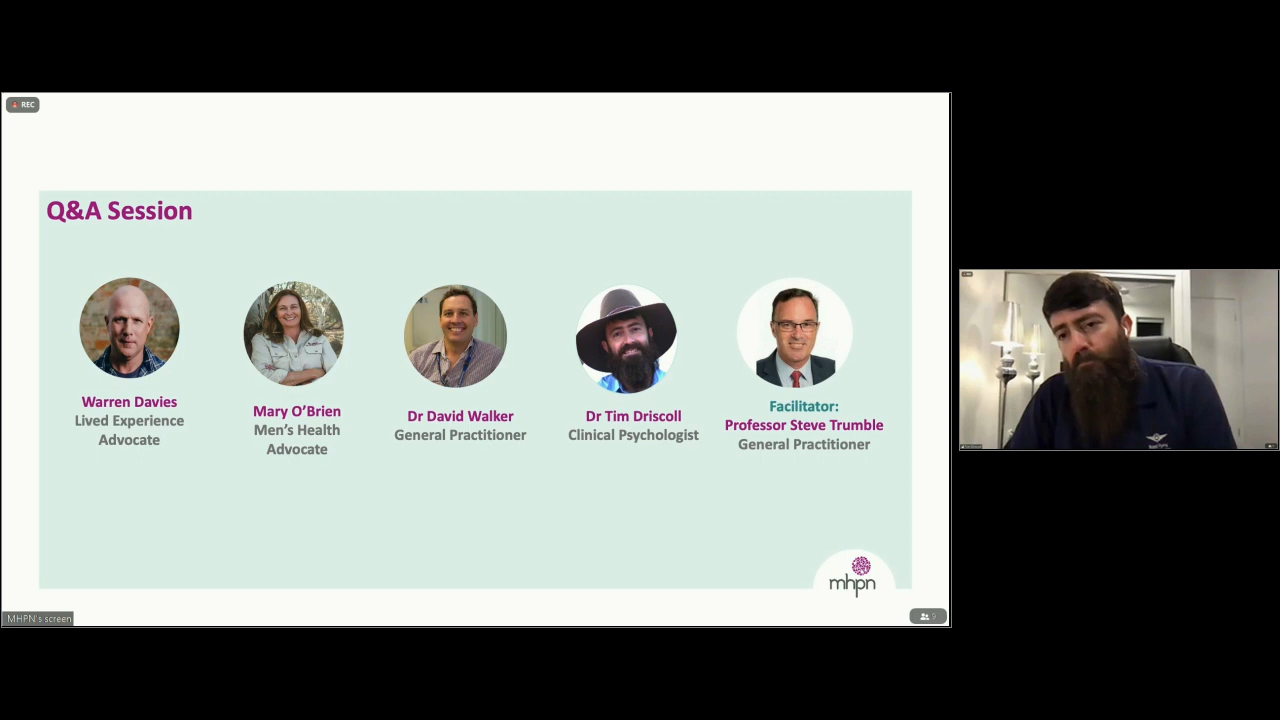 REC
Q&A Session
Warren Davies
Lived Experience
Advocate
Mary O’Brien
Men’s Health
Advocate
Dr David Walker
General Practitioner
Dr Tim Driscoll
Clinical Psychologist
Facilitator:
Professor Steve Trumble
General Practitioner
mhpn
MHPN's screen
9